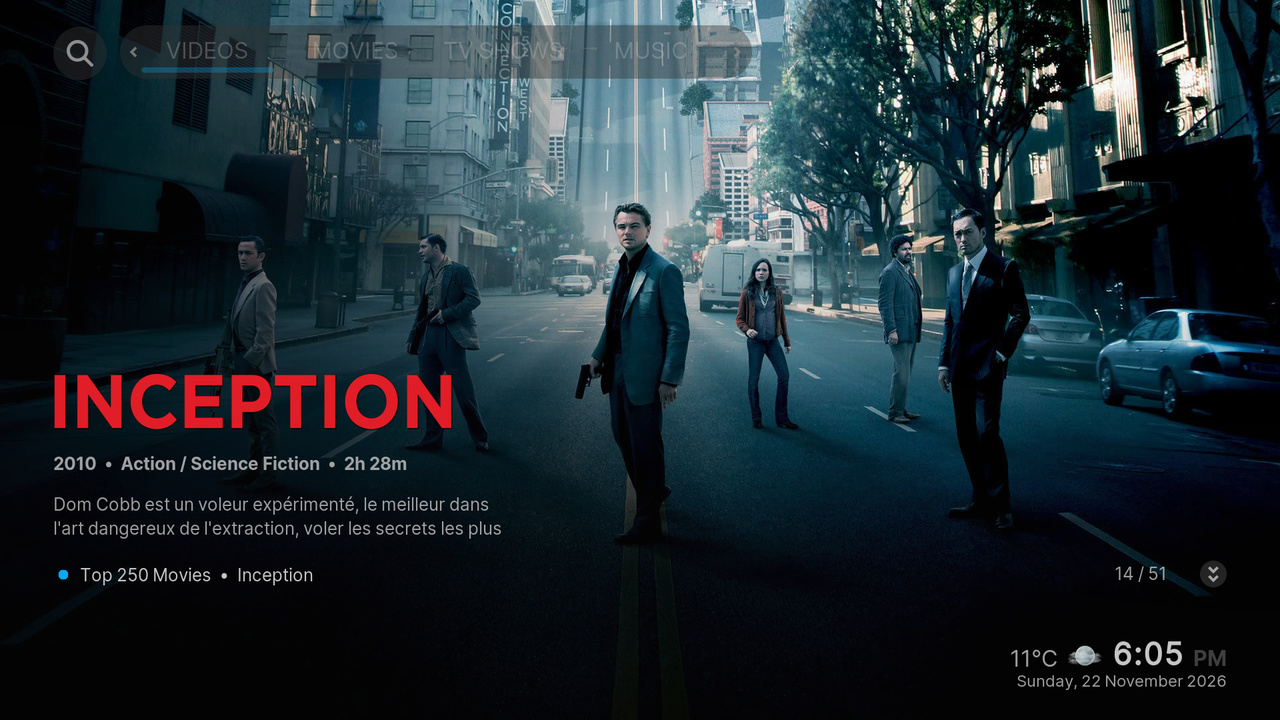 VIDEOS MOVIES TV SHOWS MUSIC
CONNECTION
WEST
INCEPTION
2010 • Action / Science Fiction • 2h 28m
Dom Cobb est un voleur expérimenté, le meilleur dans
l'art dangereux de l'extraction, voler les secrets les plus
Top 250 Movies • Inception
14 / 51
11°C 6:05 PM
Sunday, 22 November 2026